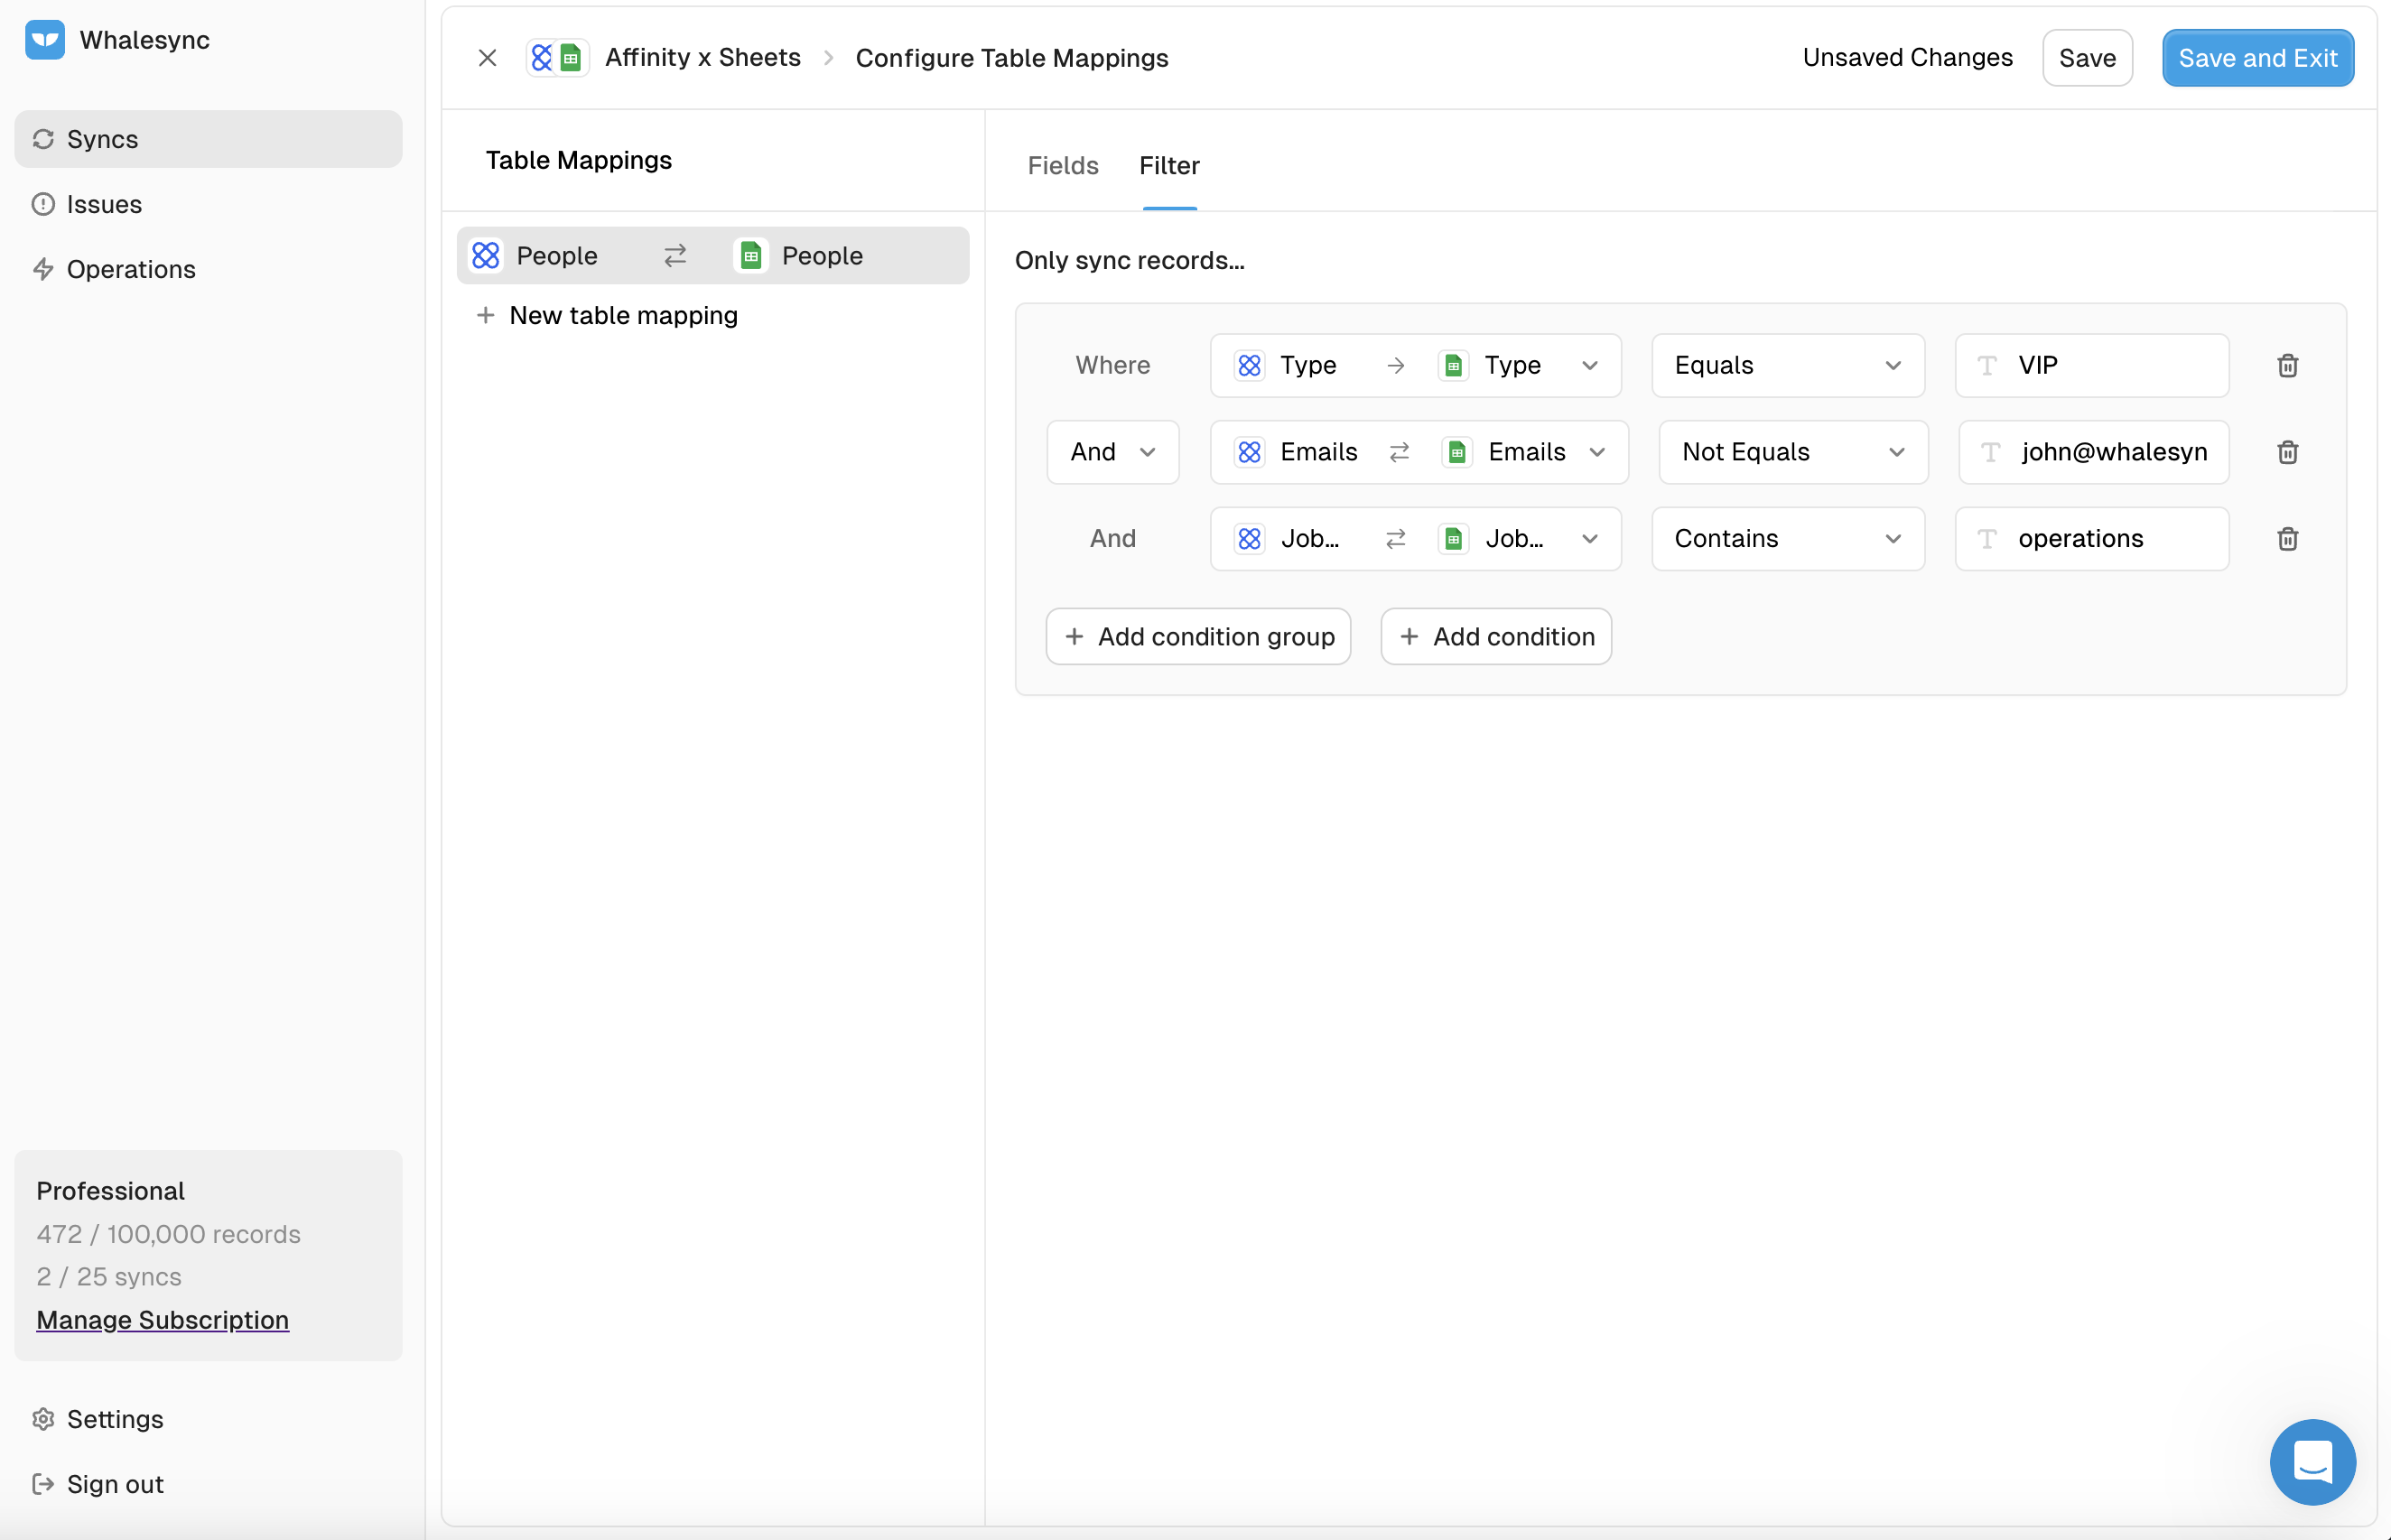 Whalesync
Syncs
Issues
Operations
Professional
472 / 100,000 records
2 / 25 syncs
Manage Subscription
Settings
Sign out
Affinity x Sheets
Configure Table Mappings
Unsaved Changes
Save
Save and Exit
Table Mappings
People
People
New table mapping
Fields
Filter
Only sync records...
Where
Type
Type
Equals
VIP
And
Emails
Emails
Not Equals
john@whalesyn
And
Job...
Job...
Contains
operations
Add condition group
Add condition